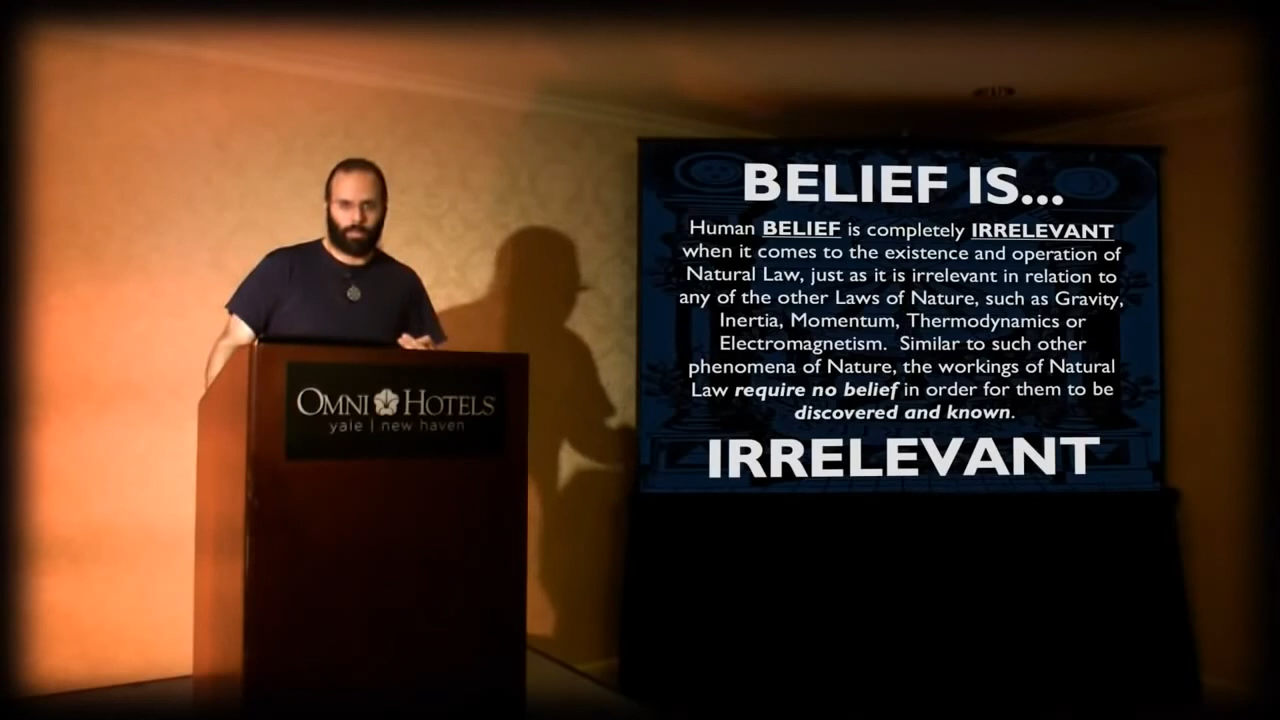 OMNI HOTELS
yale | new haven
BELIEF IS...
Human BELIEF is completely IRRELEVANT
when it comes to the existence and operation of
Natural Law, just as it is irrelevant in relation to
any of the other Laws of Nature, such as Gravity,
Inertia, Momentum, Thermodynamics or
Electromagnetism. Similar to such other
phenomena of Nature, the workings of Natural
Law require no belief in order for them to be
discovered and known.
IRRELEVANT